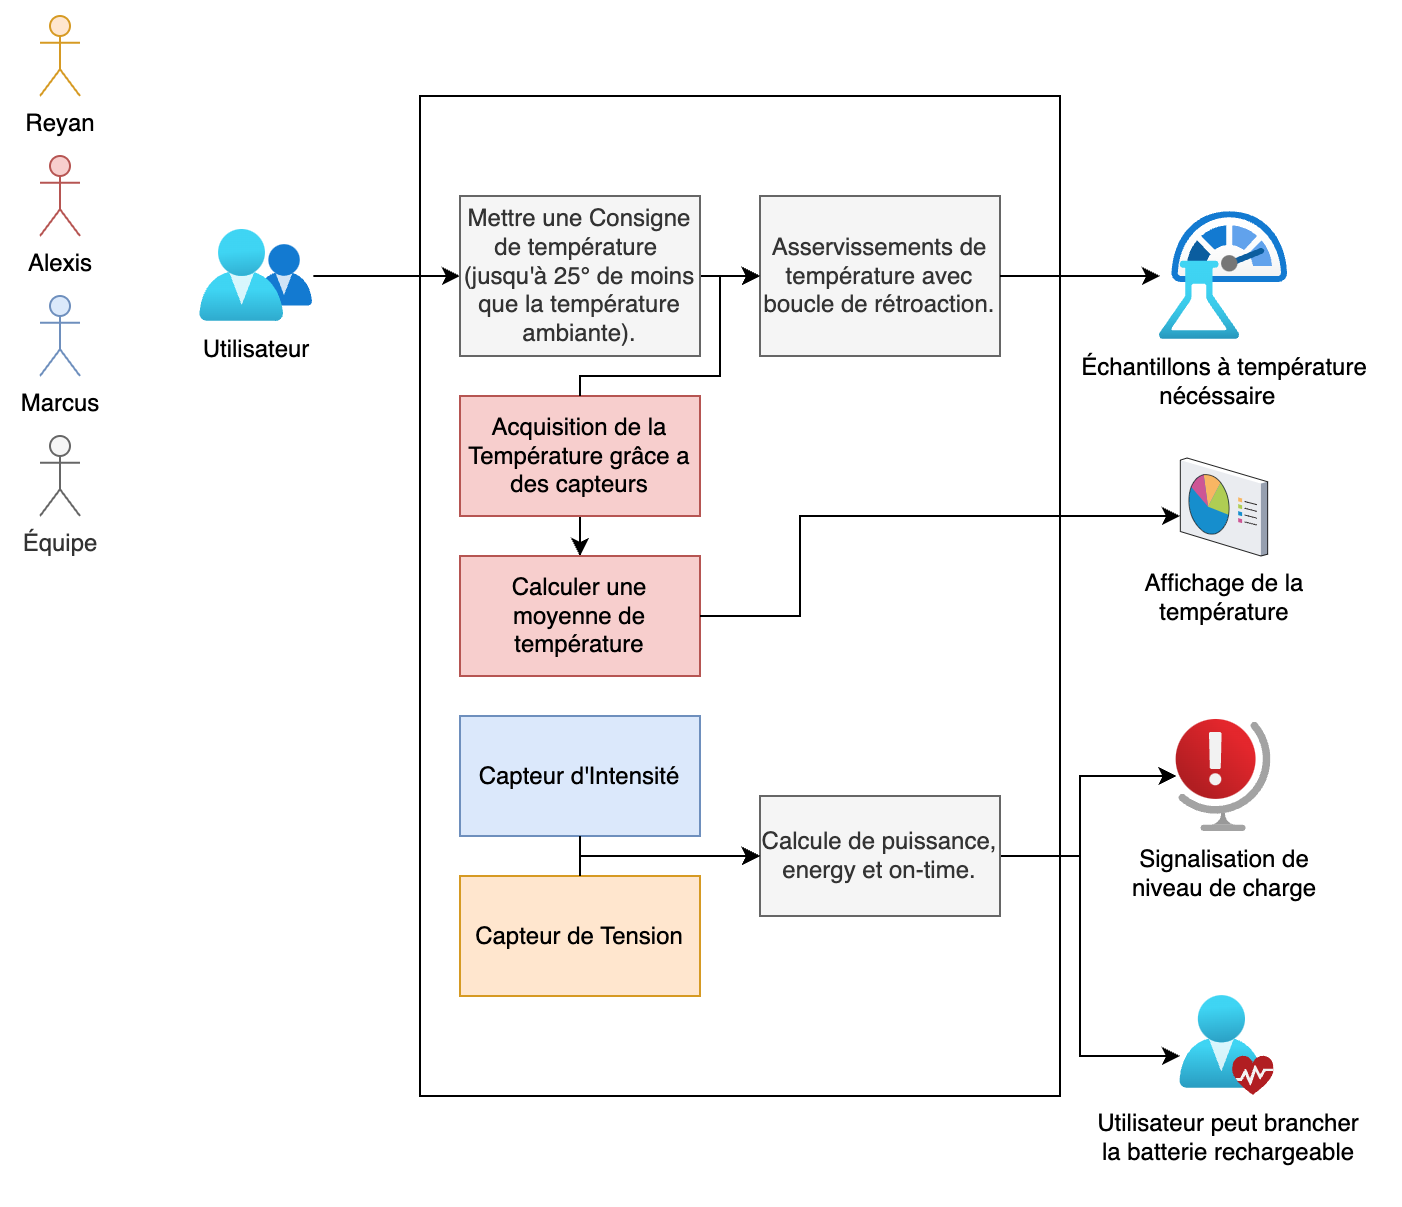 Reyan
Alexis
Marcus
Équipe
Utilisateur
Mettre une Consigne
de température
(jusqu'à 25° de moins
que la température
ambiante).
Asservissements de
température avec
boucle de rétroaction.
Échantillons à température
nécéssaire
Acquisition de la
Température grâce a
des capteurs
Calculer une
moyenne de
température
Affichage de la
température
Capteur d'Intensité
Capteur de Tension
Calcule de puissance,
energy et on-time.
Signalisation de
niveau de charge
Utilisateur peut brancher
la batterie rechargeable